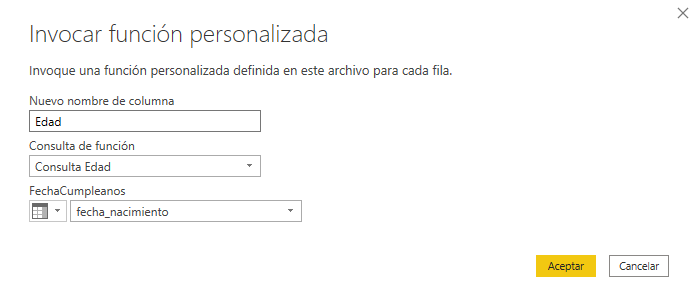 Invocar función personalizada
Invoque una función personalizada definida en este archivo para cada fila.
Nuevo nombre de columna
Edad
Consulta de función
Consulta Edad
FechaCumpleanos
fecha_nacimiento
Aceptar
Cancelar